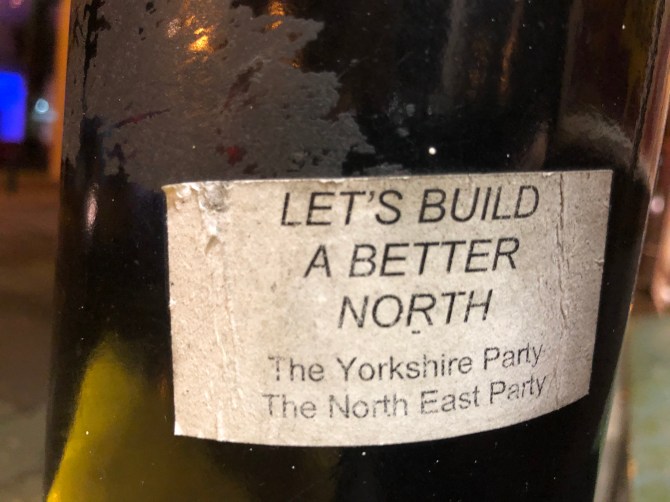 LET'S BUILD
A BETTER
NORTH
The Yorkshire Party
The North East Party